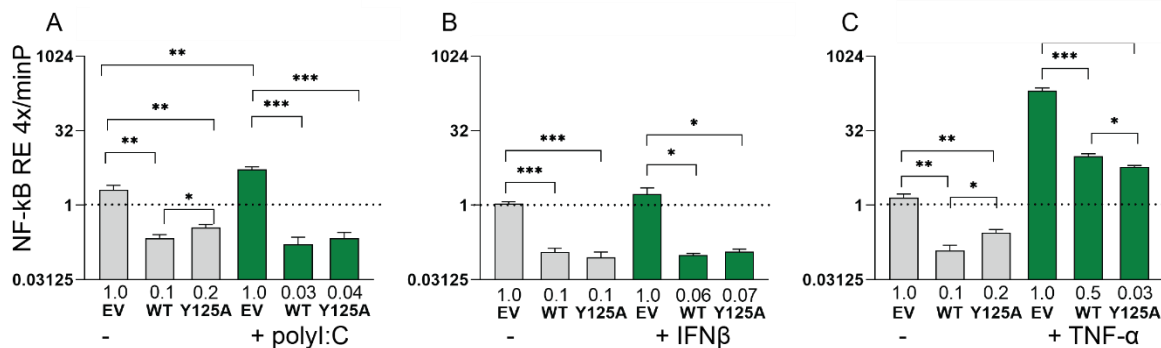 A
B
C
NF-kB RE 4x/minP
1024
32
1
0.03125
** ** ** * *** ***
1.0 0.1 0.2 1.0 0.03 0.04
EV WT Y125A EV WT Y125A
- + polyI:C
1024
32
1
0.03125
*** *** * *
1.0 0.1 0.1 1.0 0.06 0.07
EV WT Y125A EV WT Y125A
- + IFNβ
1024
32
1
0.03125
** ** * *** *
1.0 0.1 0.2 1.0 0.5 0.03
EV WT Y125A EV WT Y125A
- + TNF-α